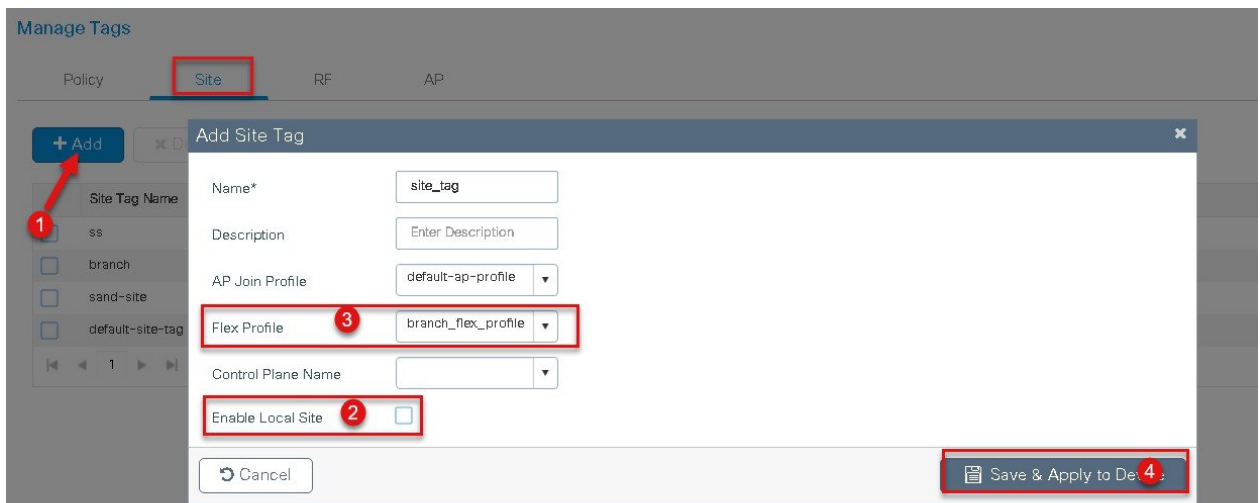 Manage Tags
Policy Site RF AP
+ Add
Add Site Tag
Name* site_tag
Site Tag Name
1
ss
Description Enter Description
branch
AP Join Profile default-ap-profile
sand-site
default-site-tag
Flex Profile 3 branch_flex_profile
1
Control Plane Name
Enable Local Site 2
Cancel
Save & Apply to 4